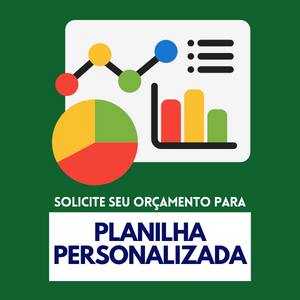 SOLICITE SEU ORÇAMENTO PARA
PLANILHA
PERSONALIZADA